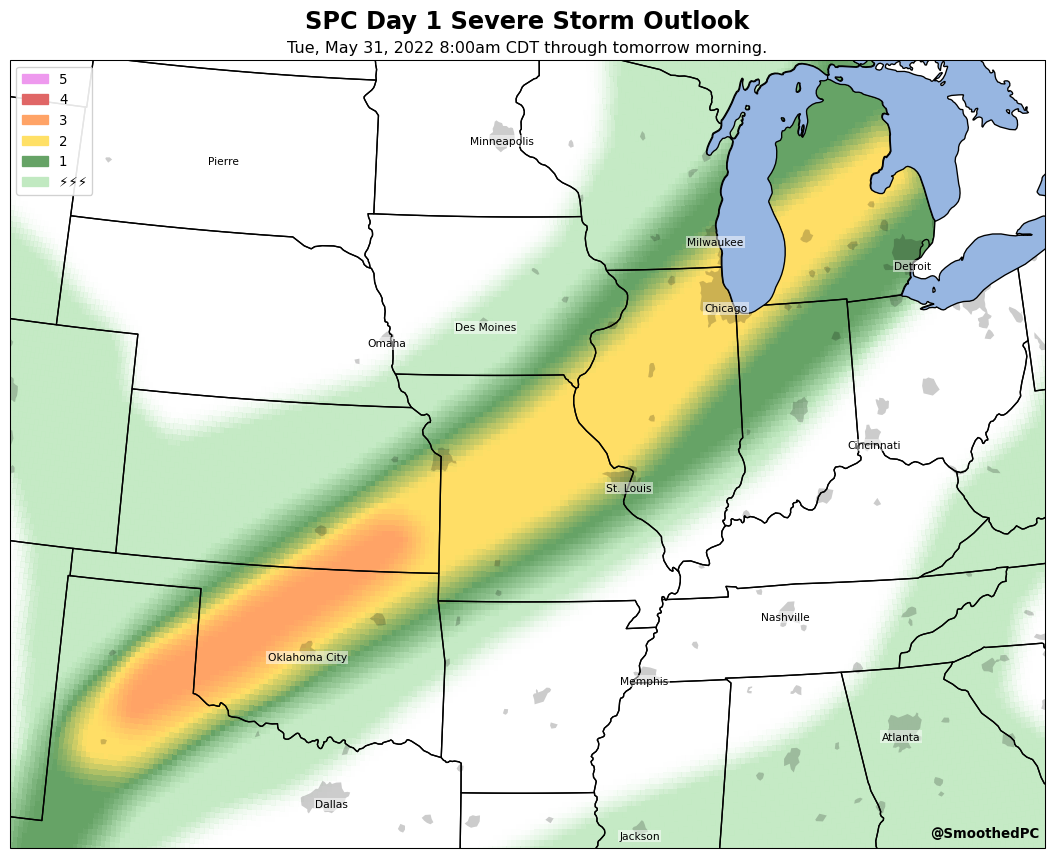 SPC Day 1 Severe Storm Outlook
Tue, May 31, 2022 8:00am CDT through tomorrow morning.
5
4
3
2
1
⚡⚡⚡
Minneapolis
Pierre
Milwaukee
Detroit
Chicago
Des Moines
Omaha
Cincinnati
St. Louis
Nashville
Oklahoma City
Memphis
Atlanta
Dallas
Jackson
@SmoothedPC